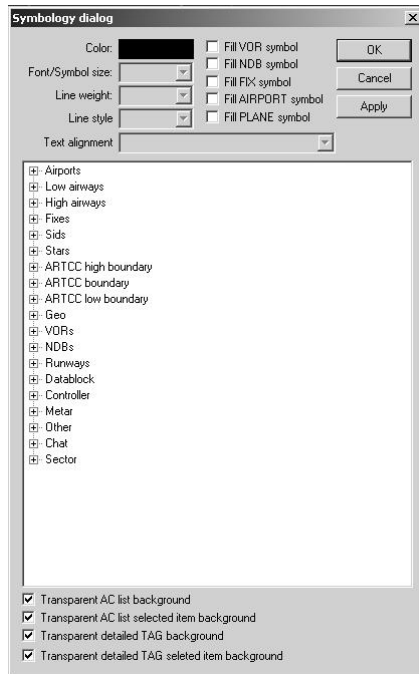 Symbology dialog
Color:
Fill VOR symbol
OK
Font/Symbol size:
Fill NDB symbol
Cancel
Line weight:
Fill FIX symbol
Line style
Fill AIRPORT symbol
Apply
Fill PLANE symbol
Text alignment
Airports
Low airways
High airways
Fixes
Sids
Stars
ARTCC high boundary
ARTCC boundary
ARTCC low boundary
Geo
VORs
NDBs
Runways
Datablock
Controller
Metar
Other
Chat
Sector
Transparent AC list background
Transparent AC list selected item background
Transparent detailed TAG background
Transparent detailed TAG seleted item background